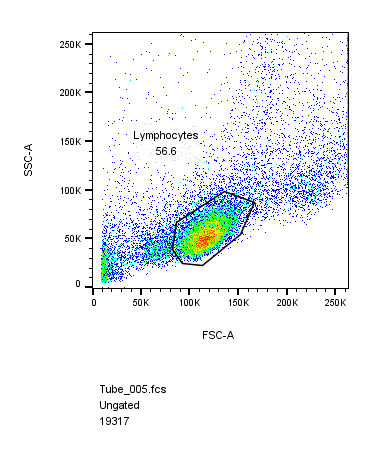 250K
200K
150K
100K
50K
0
SSC-A
Lymphocytes
56.6
0 50K 100K 150K 200K 250K
FSC-A
Tube_005.fcs
Ungated
19317